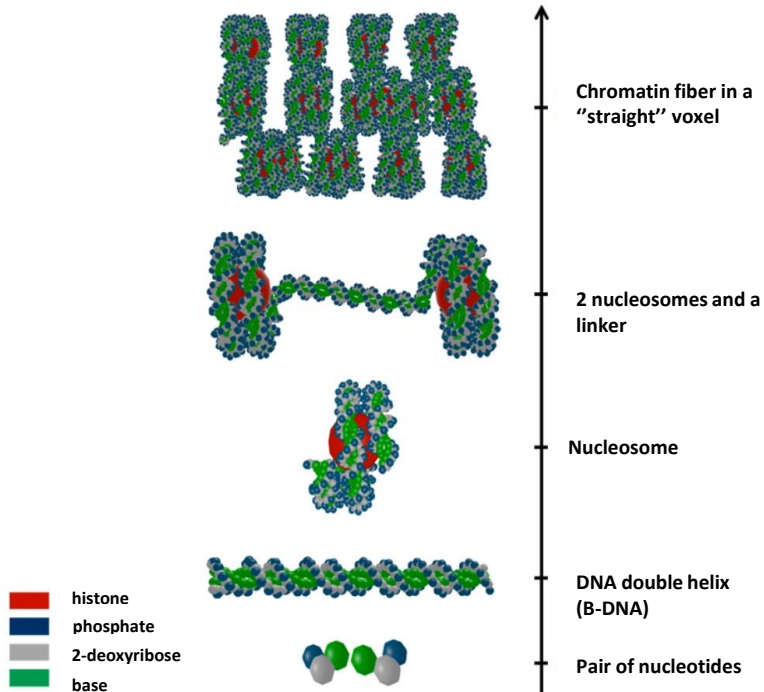 Chromatin fiber in a
‘‘straight’’ voxel
2 nucleosomes and a
linker
Nucleosome
DNA double helix
(B-DNA)
Pair of nucleotides
histone
phosphate
2-deoxyribose
base